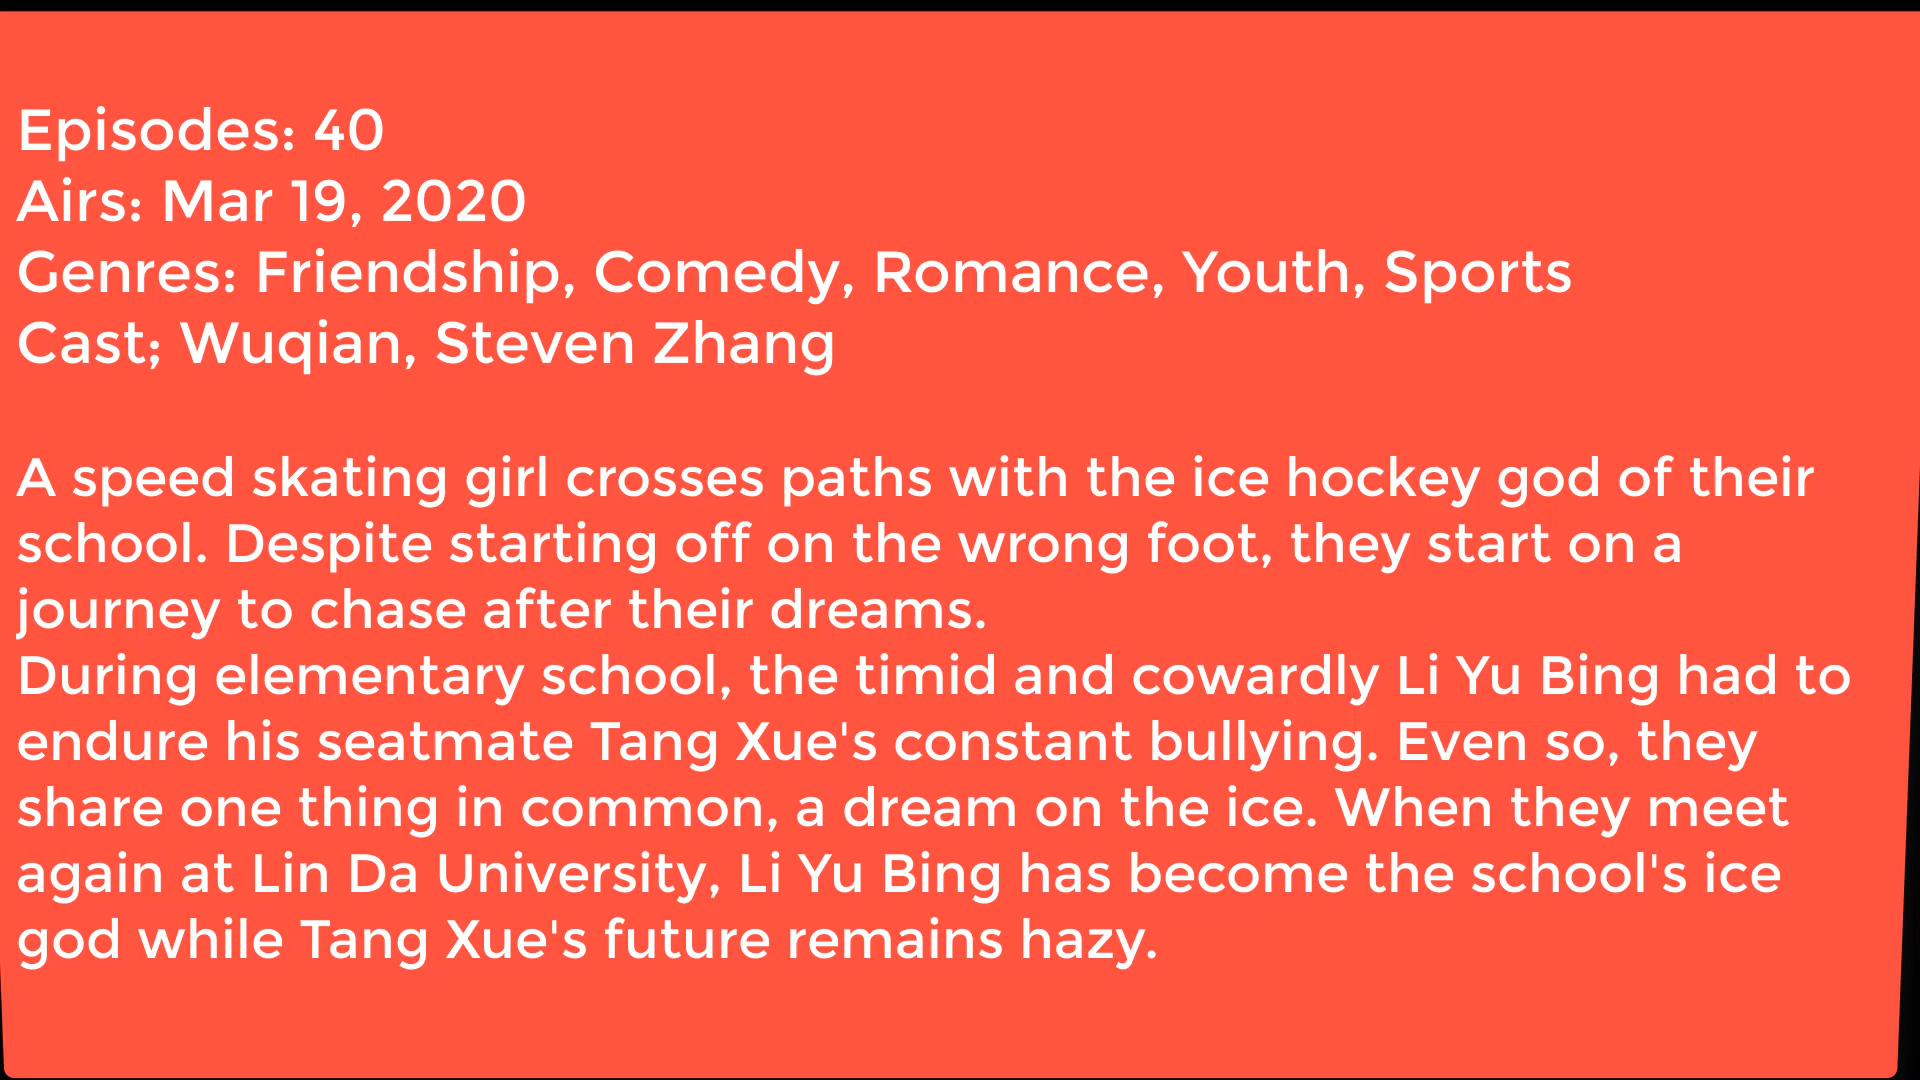 Episodes: 40
Airs: Mar 19, 2020
Genres: Friendship, Comedy, Romance, Youth, Sports
Cast; Wuqian, Steven Zhang
A speed skating girl crosses paths with the ice hockey god of their
school. Despite starting off on the wrong foot, they start on a
journey to chase after their dreams.
During elementary school, the timid and cowardly Li Yu Bing had to
endure his seatmate Tang Xue's constant bullying. Even so, they
share one thing in common, a dream on the ice. When they meet
again at Lin Da University, Li Yu Bing has become the school's ice
god while Tang Xue's future remains hazy.